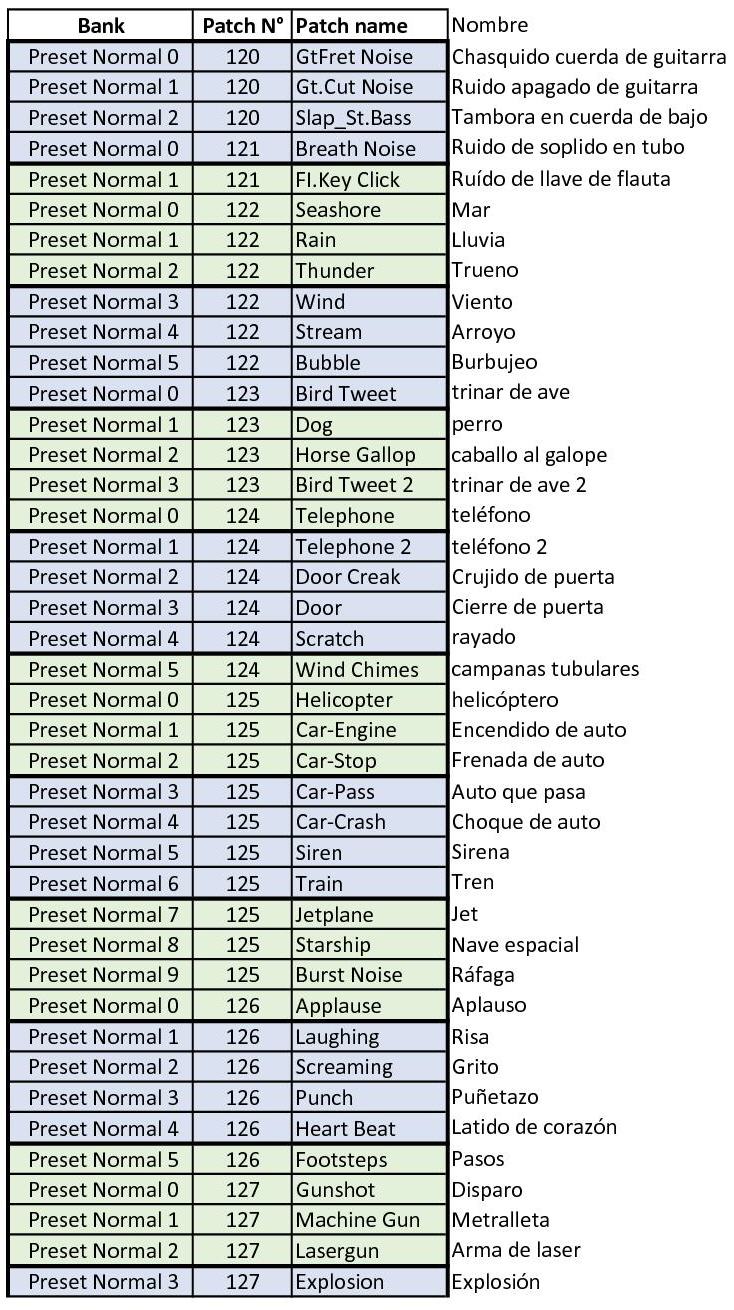 Bank Patch N° Patch name Nombre
Preset Normal 0 120 GtFret Noise Chasquido cuerda de guitarra
Preset Normal 1 120 Gt.Cut Noise Ruido apagado de guitarra
Preset Normal 2 120 Slap_St.Bass Tambora en cuerda de bajo
Preset Normal 0 121 Breath Noise Ruido de soplido en tubo
Preset Normal 1 121 FI.Key Click Ruído de llave de flauta
Preset Normal 0 122 Seashore Mar
Preset Normal 1 122 Rain Lluvia
Preset Normal 2 122 Thunder Trueno
Preset Normal 3 122 Wind Viento
Preset Normal 4 122 Stream Arroyo
Preset Normal 5 122 Bubble Burbujeo
Preset Normal 0 123 Bird Tweet trinar de ave
Preset Normal 1 123 Dog perro
Preset Normal 2 123 Horse Gallop caballo al galope
Preset Normal 3 123 Bird Tweet 2 trinar de ave 2
Preset Normal 0 124 Telephone teléfono
Preset Normal 1 124 Telephone 2 teléfono 2
Preset Normal 2 124 Door Creak Crujido de puerta
Preset Normal 3 124 Door Cierre de puerta
Preset Normal 4 124 Scratch rayado
Preset Normal 5 124 Wind Chimes campanas tubulares
Preset Normal 0 125 Helicopter helicóptero
Preset Normal 1 125 Car-Engine Encendido de auto
Preset Normal 2 125 Car-Stop Frenada de auto
Preset Normal 3 125 Car-Pass Auto que pasa
Preset Normal 4 125 Car-Crash Choque de auto
Preset Normal 5 125 Siren Sirena
Preset Normal 6 125 Train Tren
Preset Normal 7 125 Jetplane Jet
Preset Normal 8 125 Starship Nave espacial
Preset Normal 9 125 Burst Noise Ráfaga
Preset Normal 0 126 Applause Aplauso
Preset Normal 1 126 Laughing Risa
Preset Normal 2 126 Screaming Grito
Preset Normal 3 126 Punch Puñetazo
Preset Normal 4 126 Heart Beat Latido de corazón
Preset Normal 5 126 Footsteps Pasos
Preset Normal 0 127 Gunshot Disparo
Preset Normal 1 127 Machine Gun Metralleta
Preset Normal 2 127 Lasergun Arma de laser
Preset Normal 3 127 Explosion Explosión